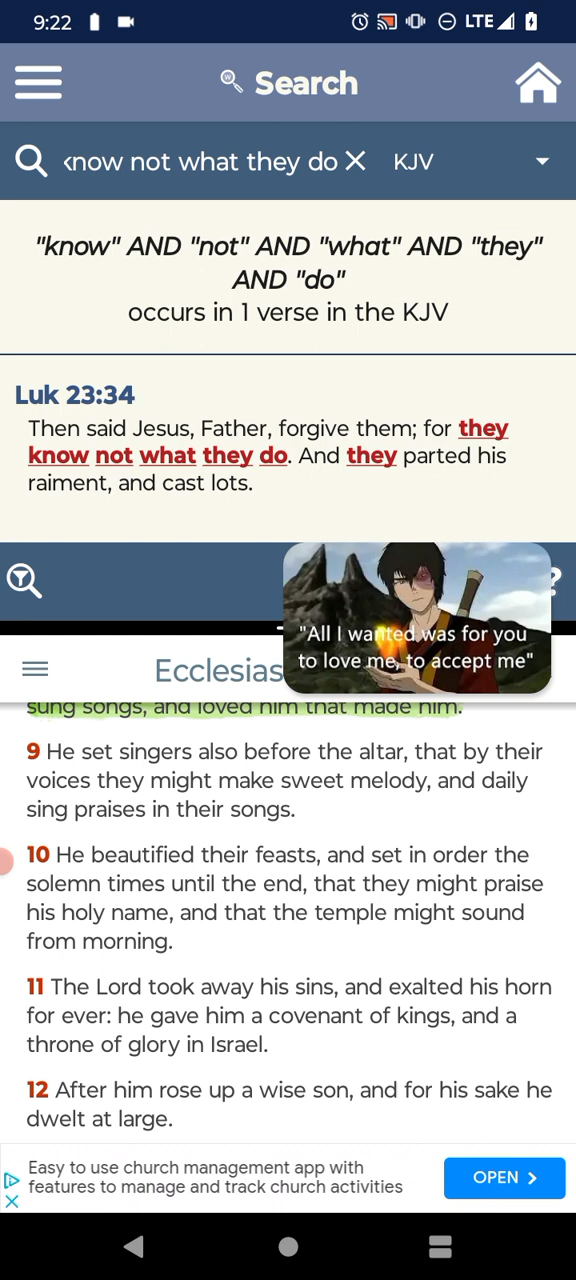 9:22 LTE
Search
know not what they do KJV
"know" AND "not" AND "what" AND "they"
AND "do"
occurs in 1 verse in the KJV
Luk 23:34
Then said Jesus, Father, forgive them; for they
know not what they do. And they parted his
raiment, and cast lots.
?
"All I wanted was for you
to love me, to accept me"
Ecclesias
sung songs, and loved him that made him.
9 He set singers also before the altar, that by their
voices they might make sweet melody, and daily
sing praises in their songs.
10 He beautified their feasts, and set in order the
solemn times until the end, that they might praise
his holy name, and that the temple might sound
from morning.
11 The Lord took away his sins, and exalted his horn
for ever: he gave him a covenant of kings, and a
throne of glory in Israel.
12 After him rose up a wise son, and for his sake he
dwelt at large.
Easy to use church management app with
features to manage and track church activities
OPEN